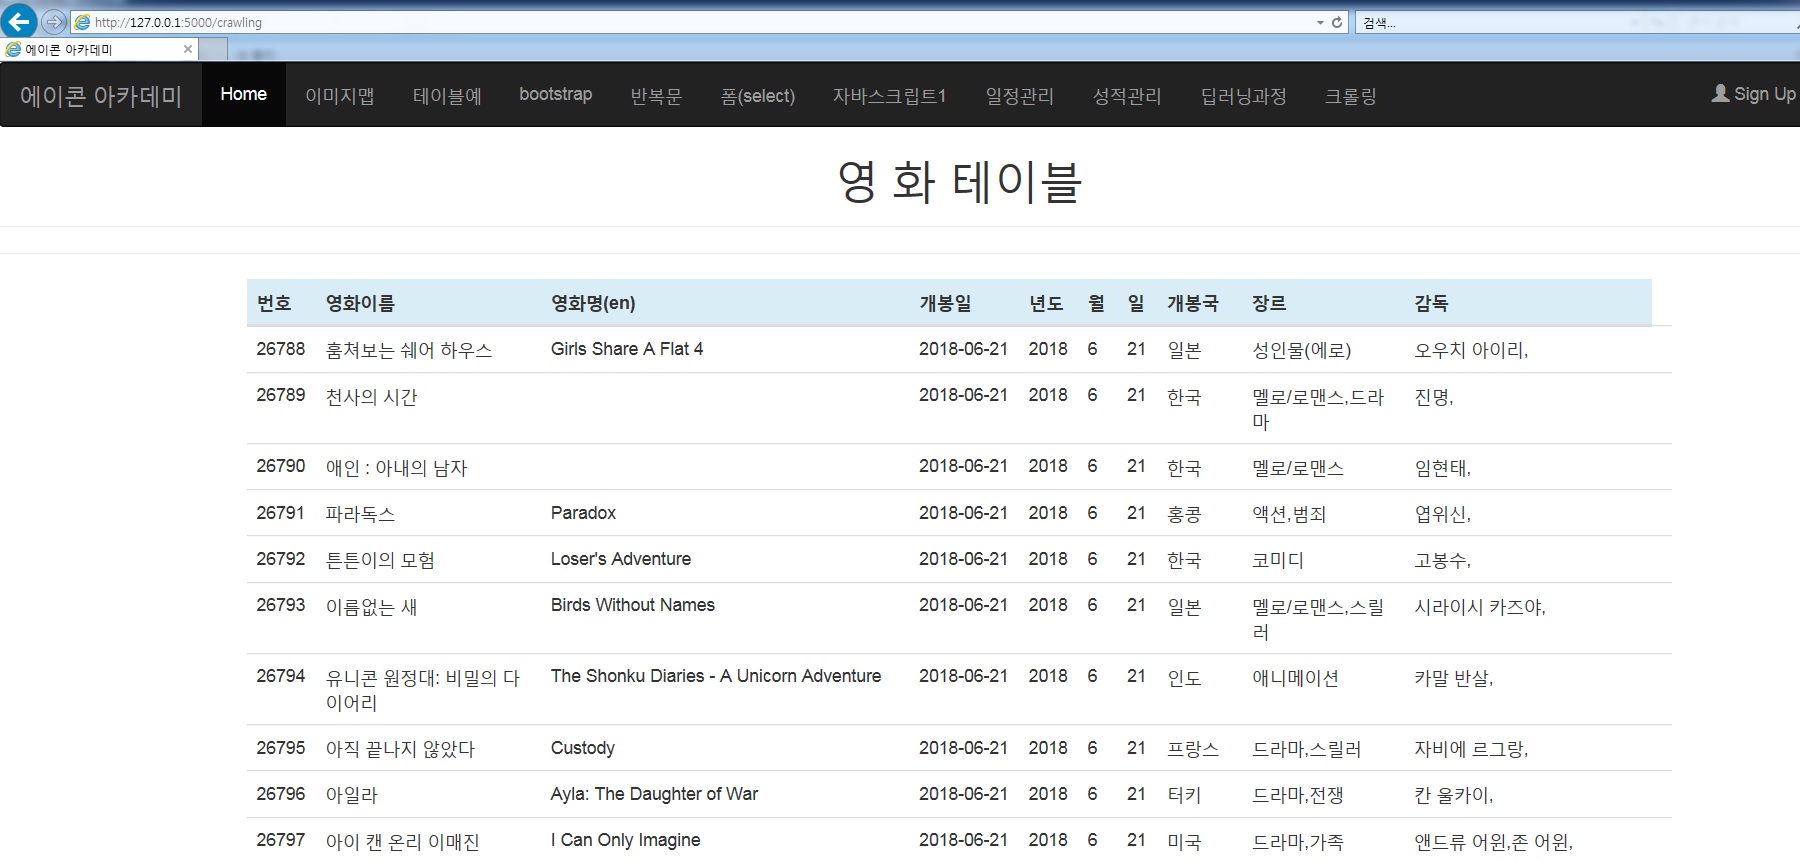 http://127.0.0.1:5000/crawling 검색...
에이콘 아카데미
에이콘 아카데미 Home 이미지맵 테이블예 bootstrap 반복문 폼(select) 자바스크립트1 일정관리 성적관리 딥러닝과정 크롤링 Sign Up
영 화 테이블
번호 영화이름 영화명(en) 개봉일 년도 월 일 개봉국 장르 감독
26788 훔쳐보는 쉐어 하우스 Girls Share A Flat 4 2018-06-21 2018 6 21 일본 성인물(에로) 오우치 아이리,
26789 천사의 시간 2018-06-21 2018 6 21 한국 멜로/로맨스,드라 진명,
마
26790 애인 : 아내의 남자 2018-06-21 2018 6 21 한국 멜로/로맨스 임현태,
26791 파라독스 Paradox 2018-06-21 2018 6 21 홍콩 액션,범죄 엽위신,
26792 튼튼이의 모험 Loser's Adventure 2018-06-21 2018 6 21 한국 코미디 고봉수,
26793 이름없는 새 Birds Without Names 2018-06-21 2018 6 21 일본 멜로/로맨스,스릴 시라이시 카즈야,
러
26794 유니콘 원정대: 비밀의 다 The Shonku Diaries - A Unicorn Adventure 2018-06-21 2018 6 21 인도 애니메이션 카말 반살,
이어리
26795 아직 끝나지 않았다 Custody 2018-06-21 2018 6 21 프랑스 드라마,스릴러 자비에 르그랑,
26796 아일라 Ayla: The Daughter of War 2018-06-21 2018 6 21 터키 드라마,전쟁 칸 울카이,
26797 아이 캔 온리 이매진 I Can Only Imagine 2018-06-21 2018 6 21 미국 드라마,가족 앤드류 어윈,존 어윈,